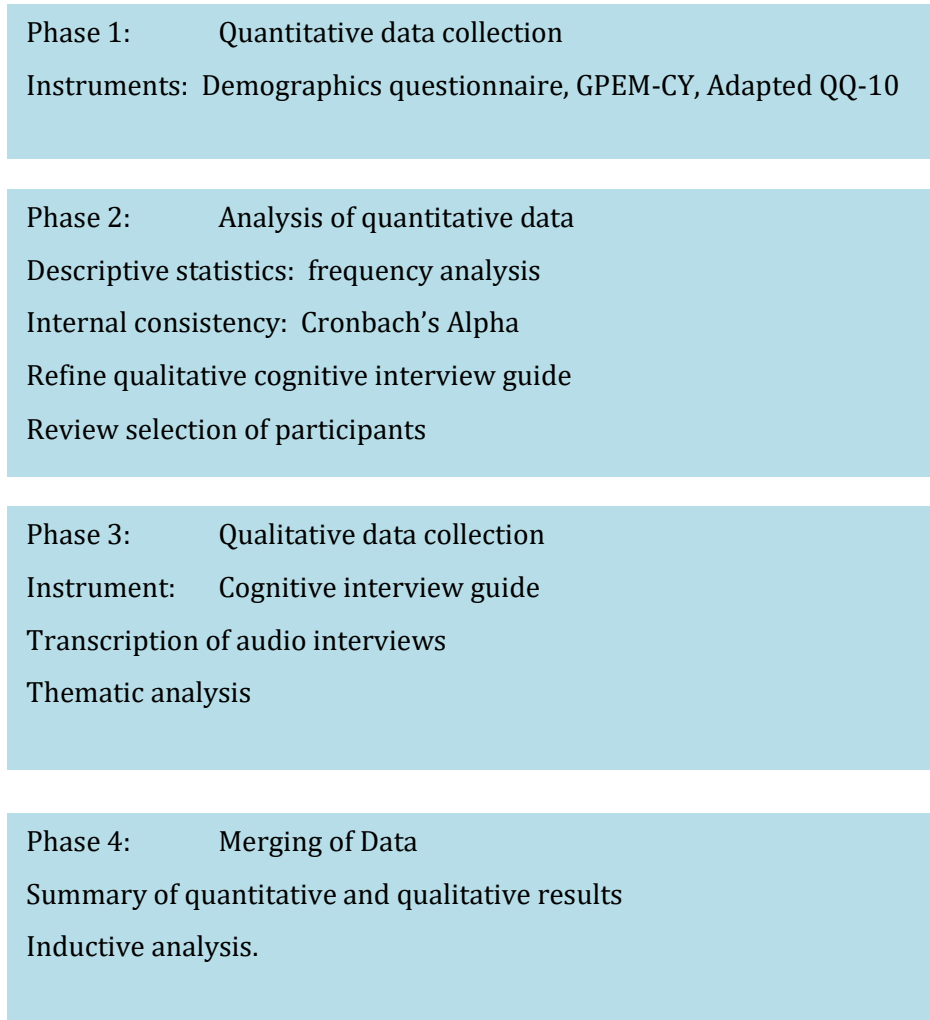 Phase 1: Quantitative data collection
Instruments: Demographics questionnaire, GPEM-CY, Adapted QQ-10
Phase 2: Analysis of quantitative data
Descriptive statistics: frequency analysis
Internal consistency: Cronbach’s Alpha
Refine qualitative cognitive interview guide
Review selection of participants
Phase 3: Qualitative data collection
Instrument: Cognitive interview guide
Transcription of audio interviews
Thematic analysis
Phase 4: Merging of Data
Summary of quantitative and qualitative results
Inductive analysis.